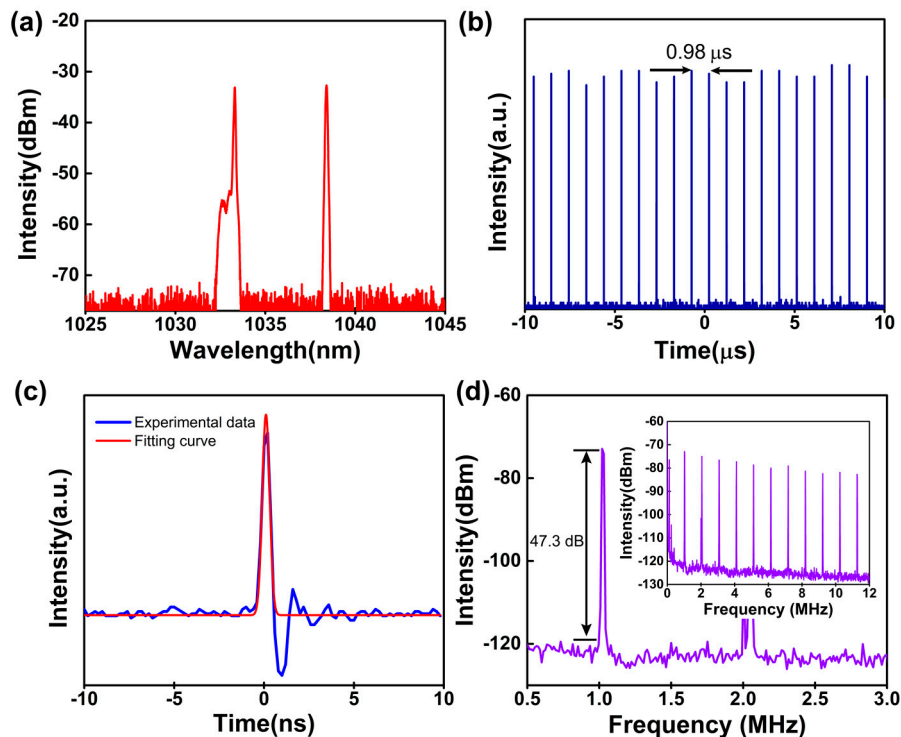 (a)
-20
-30
-40
-50
-60
-70
Intensity(dBm)
1025 1030 1035 1040 1045
Wavelength(nm)
(b)
0.98 μs
Intensity(a.u.)
-10 -5 0 5 10
Time(μs)
(c)
Experimental data
Fitting curve
Intensity(a.u.)
-10 -5 0 5 10
Time(ns)
(d)
-60
-80
-100
-120
Intensity(dBm)
47.3 dB
0.5 1.0 1.5 2.0 2.5 3.0
Frequency (MHz)
-60
-70
-80
-90
-100
-110
-120
-130
Intensity(dBm)
0 2 4 6 8 10 12
Frequency (MHz)